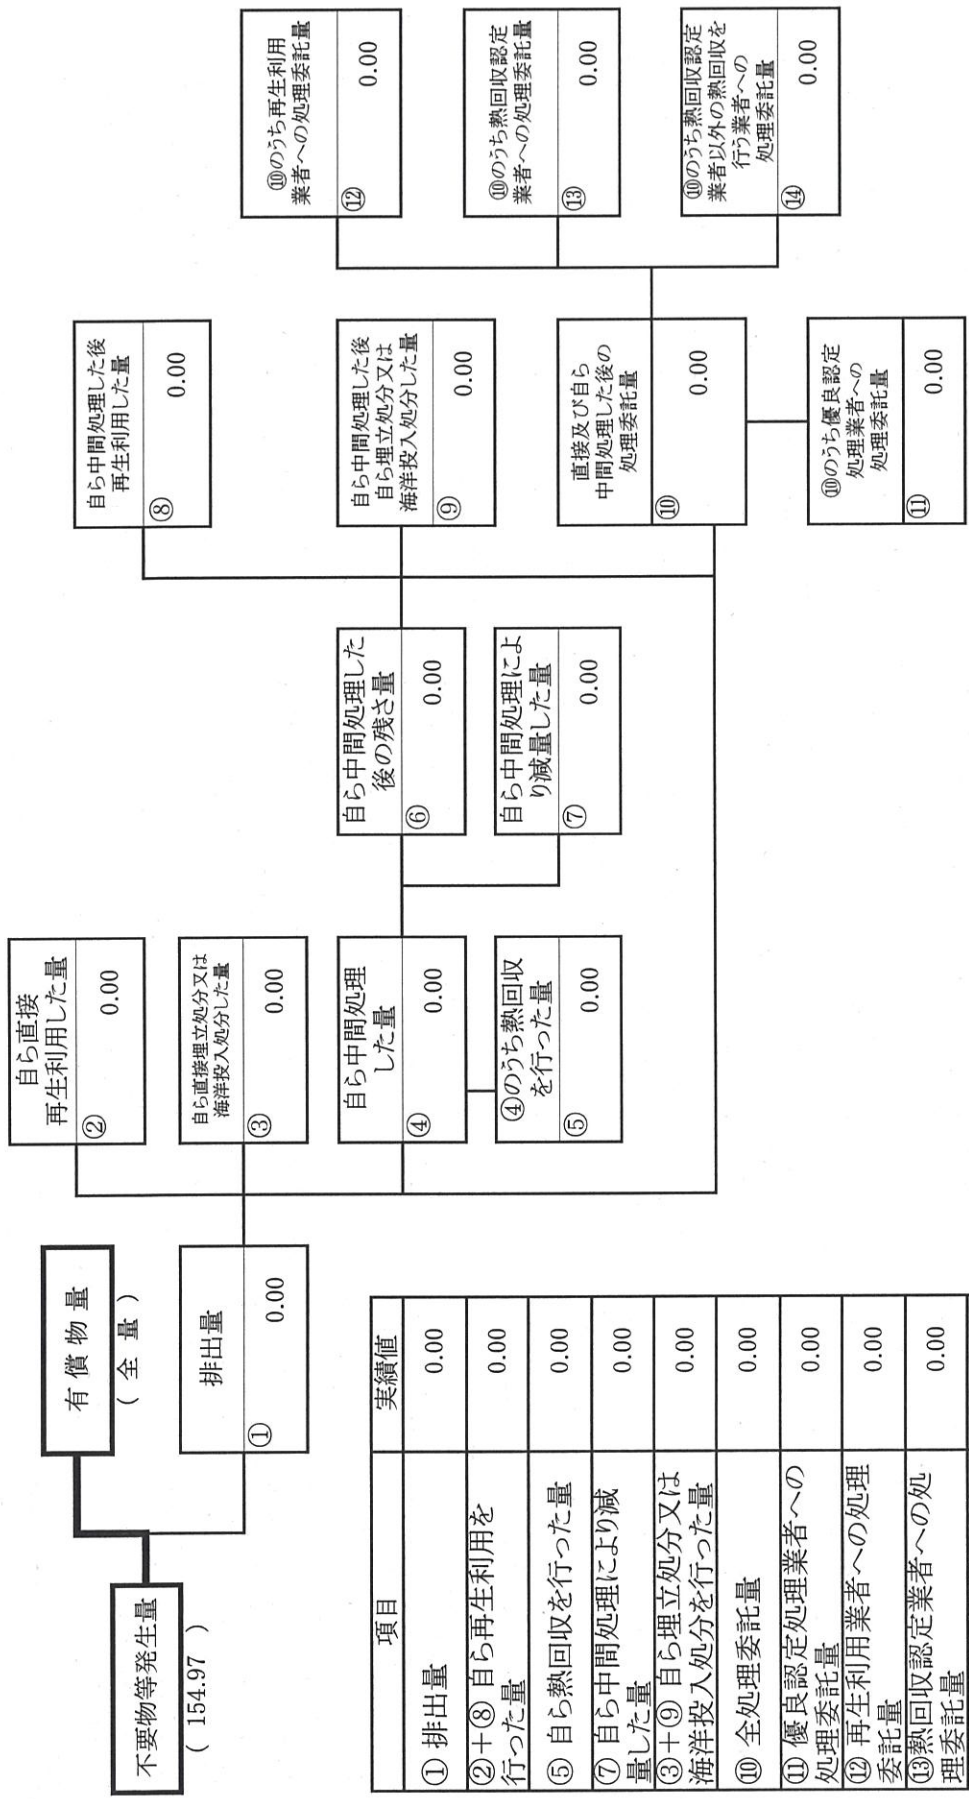 不要物等発生量
( 154.97 )
有 償 物 量
( 全 量 )
排出量
① 0.00
自ら直接
再生利用した量
② 0.00
自ら直接埋立処分又は
海洋投入処分した量
③ 0.00
自ら中間処理
した量
④ 0.00
④のうち熱回収
を行った量
⑤ 0.00
自ら中間処理した
後の残さ量
⑥ 0.00
自ら中間処理によ
り減量した量
⑦ 0.00
自ら中間処理した後
再生利用した量
⑧ 0.00
自ら中間処理した後
自ら埋立処分又は
海洋投入処分した量
⑨ 0.00
直接及び自ら
中間処理した後の
処理委託量
⑩ 0.00
⑩のうち優良認定
処理業者への
処理委託量
⑪ 0.00
⑩のうち再生利用
業者への処理委託量
⑫ 0.00
⑩のうち熱回収認定
業者への処理委託量
⑬ 0.00
⑩のうち熱回収認定
業者以外の熱回収を
行う業者への
処理委託量
⑭ 0.00
項目 実績値
① 排出量 0.00
②+⑧ 自ら再生利用を
行った量 0.00
⑤ 自ら熱回収を行った量 0.00
⑦ 自ら中間処理により減
量した量 0.00
③+⑨ 自ら埋立処分又は
海洋投入処分を行った量 0.00
⑩ 全処理委託量 0.00
⑪ 優良認定処理業者への
処理委託量 0.00
⑫ 再生利用業者への処理
委託量 0.00
⑬熱回収認定業者への処
理委託量 0.00